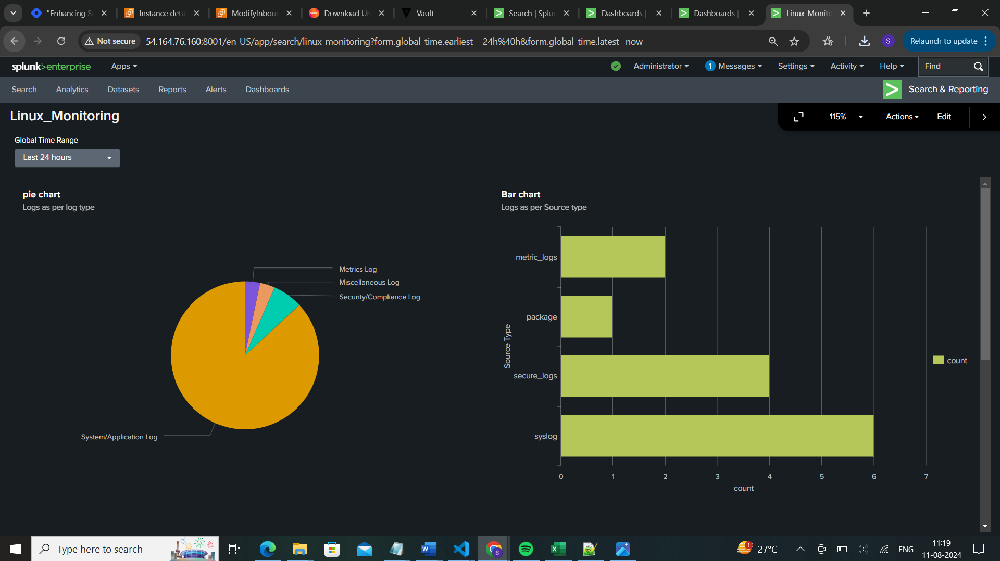 "Enhancing S
Instance deta
ModifyInbou
Download Un
Vault
Search | Splu
Dashboards |
Dashboards |
Linux_Monito
Not secure
54.164.76.160:8001/en-US/app/search/linux_monitoring?form.global_time.earliest=-24h%40h&form.global_time.latest=now
S
Relaunch to update
splunk>enterprise
Apps
Administrator
1
Messages
Settings
Activity
Help
Find
Search
Analytics
Datasets
Reports
Alerts
Dashboards
Search & Reporting
Linux_Monitoring
115%
Actions
Edit
Global Time Range
Last 24 hours
pie chart
Logs as per log type
Metrics Log
Miscellaneous Log
Security/Compliance Log
System/Application Log
Bar chart
Logs as per Source type
Source Type
metric_logs
package
secure_logs
syslog
0 1 2 3 4 5 6 7
count
count
Type here to search
1
27°C
ENG
11:19
11-08-2024